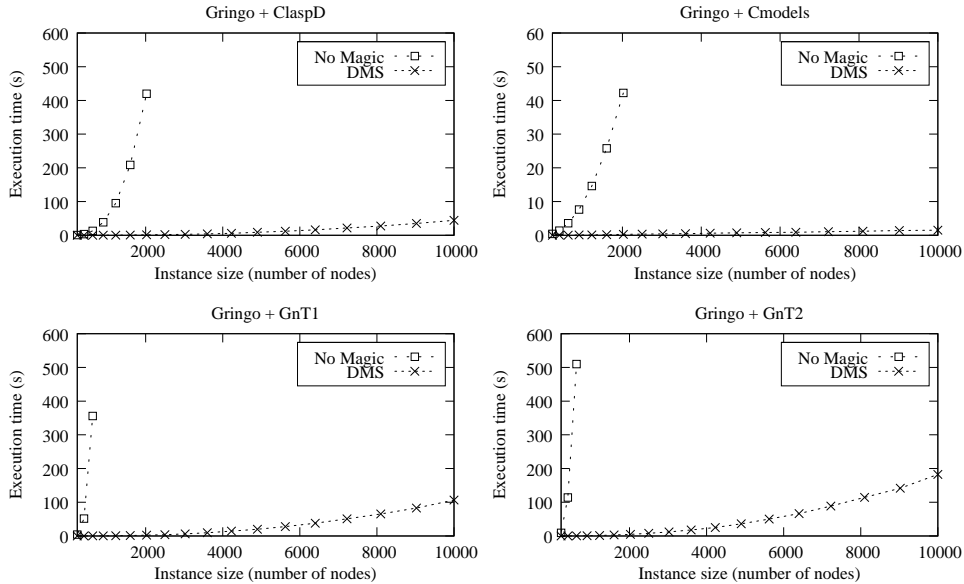 Gringo + ClaspD
Execution time (s)
600
500
400
300
200
100
0
No Magic
DMS
2000 4000 6000 8000 10000
Instance size (number of nodes)
Gringo + Cmodels
Execution time (s)
60
50
40
30
20
10
0
No Magic
DMS
2000 4000 6000 8000 10000
Instance size (number of nodes)
Gringo + GnT1
Execution time (s)
600
500
400
300
200
100
0
No Magic
DMS
2000 4000 6000 8000 10000
Instance size (number of nodes)
Gringo + GnT2
Execution time (s)
600
500
400
300
200
100
0
No Magic
DMS
2000 4000 6000 8000 10000
Instance size (number of nodes)